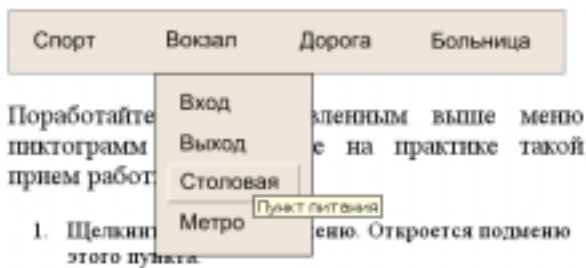 Спорт Вокзал Дорога Больница
Вход
Выход
Столовая
Пункт питания
Метро
Поработайте вленным выше меню
пиктограмм е на практике такой
прием работ
1. Щелкни еню. Откроется подменю
этого пункта.